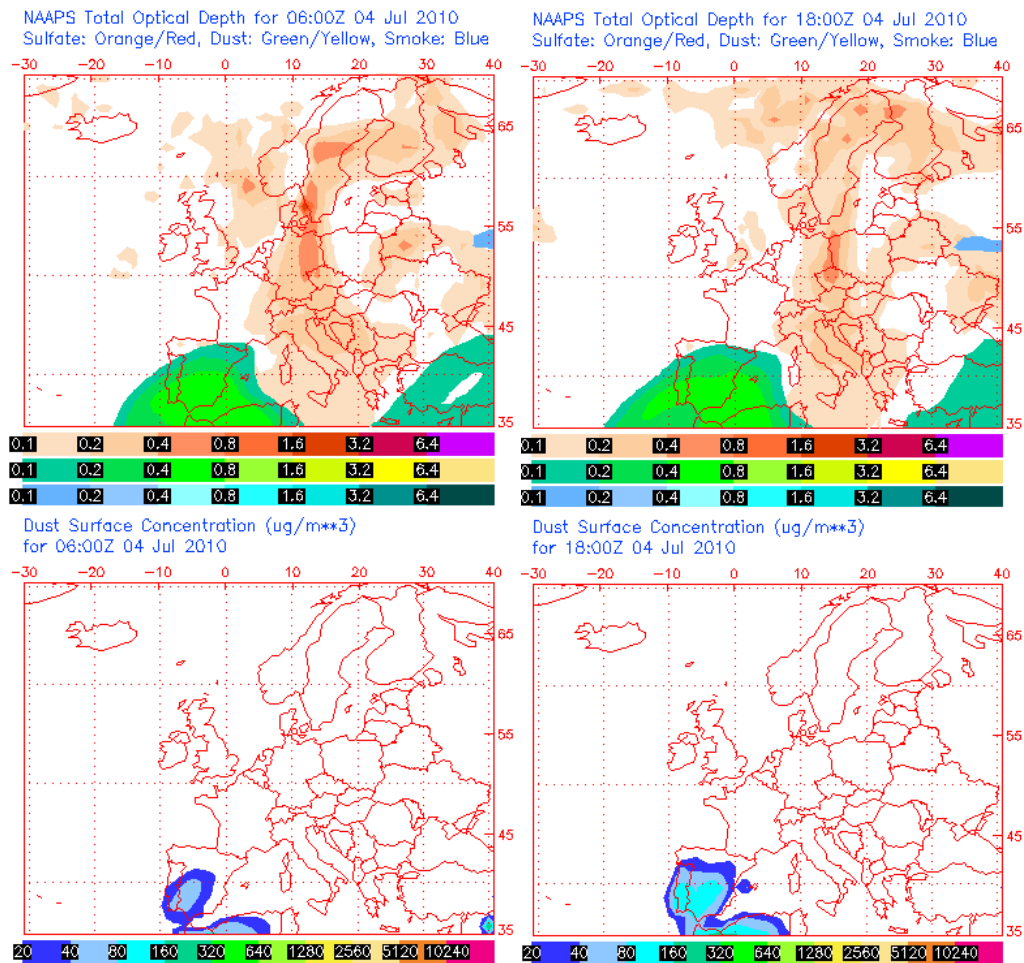 NAAPS Total Optical Depth for 06:00Z 04 Jul 2010
Sulfate: Orange/Red, Dust: Green/Yellow, Smoke: Blue
-30 -20 -10 0 10 20 30 40
65
55
45
35
0.1 0.2 0.4 0.8 1.6 3.2 6.4
0.1 0.2 0.4 0.8 1.6 3.2 6.4
0.1 0.2 0.4 0.8 1.6 3.2 6.4
NAAPS Total Optical Depth for 18:00Z 04 Jul 2010
Sulfate: Orange/Red, Dust: Green/Yellow, Smoke: Blue
-30 -20 -10 0 10 20 30 40
65
55
45
35
0.1 0.2 0.4 0.8 1.6 3.2 6.4
0.1 0.2 0.4 0.8 1.6 3.2 6.4
0.1 0.2 0.4 0.8 1.6 3.2 6.4
Dust Surface Concentration (ug/m**3)
for 06:00Z 04 Jul 2010
-30 -20 -10 0 10 20 30 40
65
55
45
35
20 40 80 160 320 640 1280 2560 5120 10240
Dust Surface Concentration (ug/m**3)
for 18:00Z 04 Jul 2010
-30 -20 -10 0 10 20 30 40
65
55
45
35
20 40 80 160 320 640 1280 2560 5120 10240